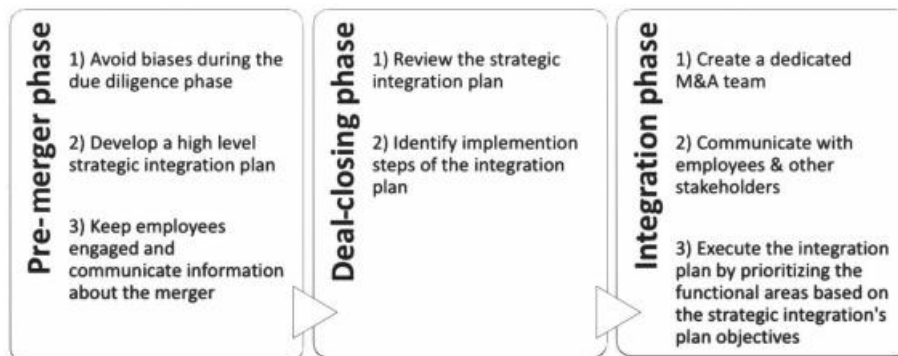 Pre-merger phase
1) Avoid biases during the
due diligence phase
2) Develop a high level
strategic integration plan
3) Keep employees
engaged and
communicate information
about the merger
Deal-closing phase
1) Review the strategic
integration plan
2) Identify implemention
steps of the integration
plan
Integration phase
1) Create a dedicated
M&A team
2) Communicate with
employees & other
stakeholders
3) Execute the integration
plan by prioritizing the
functional areas based on
the strategic integration's
plan objectives